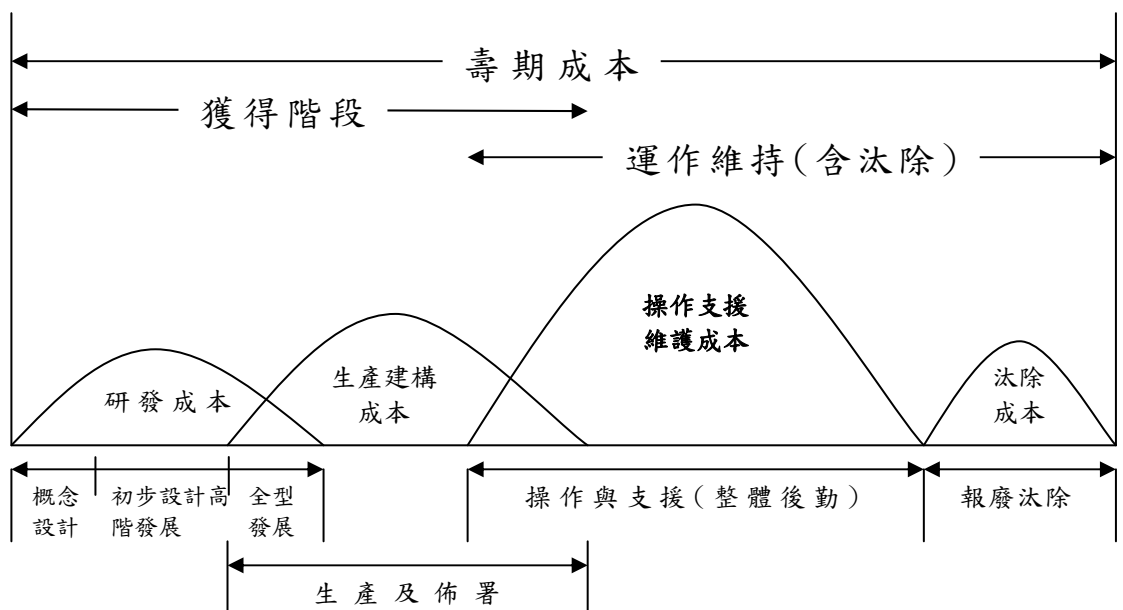 壽期成本
獲得階段
運作維持(含汰除)
操作支援
維護成本
研發成本
生產建構
成本
汰除
成本
概念
設計
初步設計高
階發展
全型
發展
操作與支援(整體後勤)
報廢汰除
生產及佈署